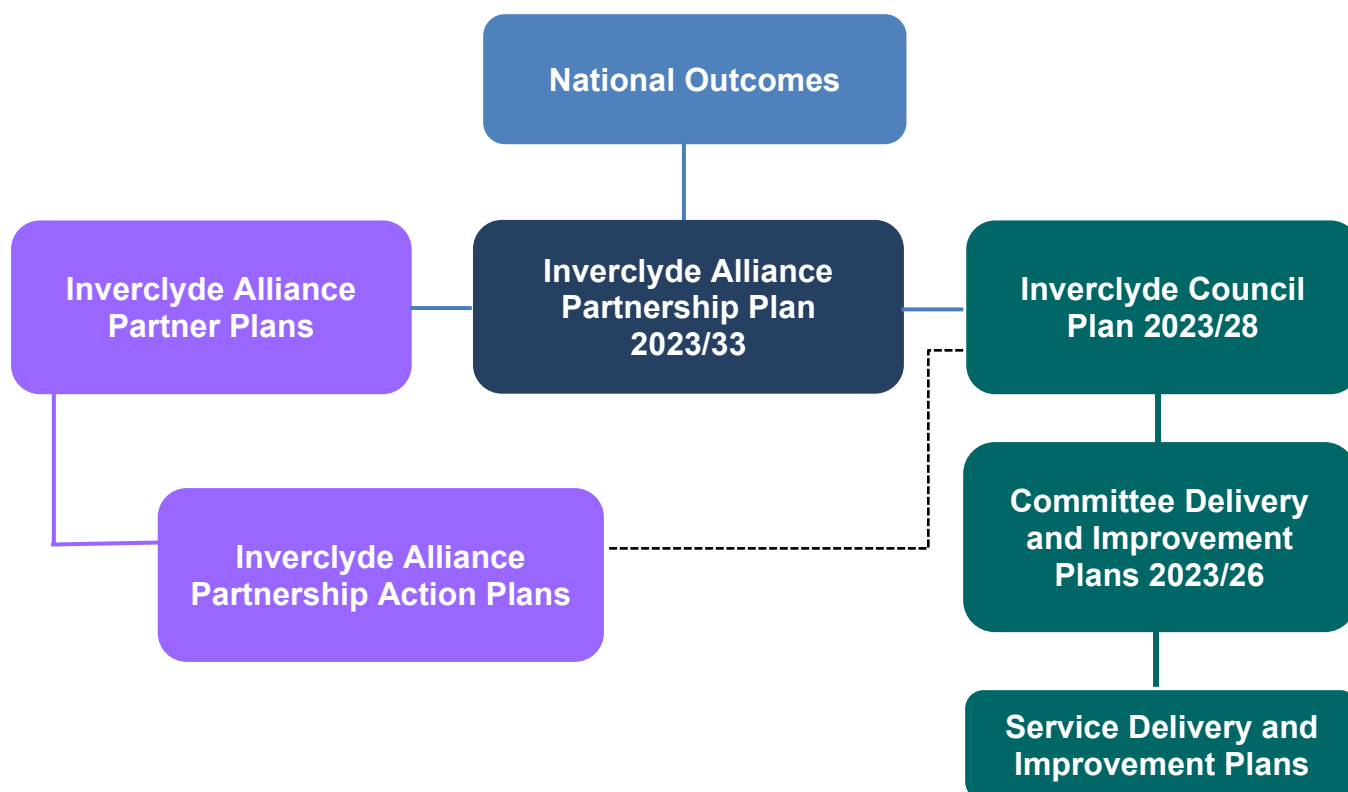 National Outcomes
Inverclyde Alliance
Partner Plans
Inverclyde Alliance
Partnership Plan
2023/33
Inverclyde Council
Plan 2023/28
Inverclyde Alliance
Partnership Action Plans
Committee Delivery
and Improvement
Plans 2023/26
Service Delivery and
Improvement Plans